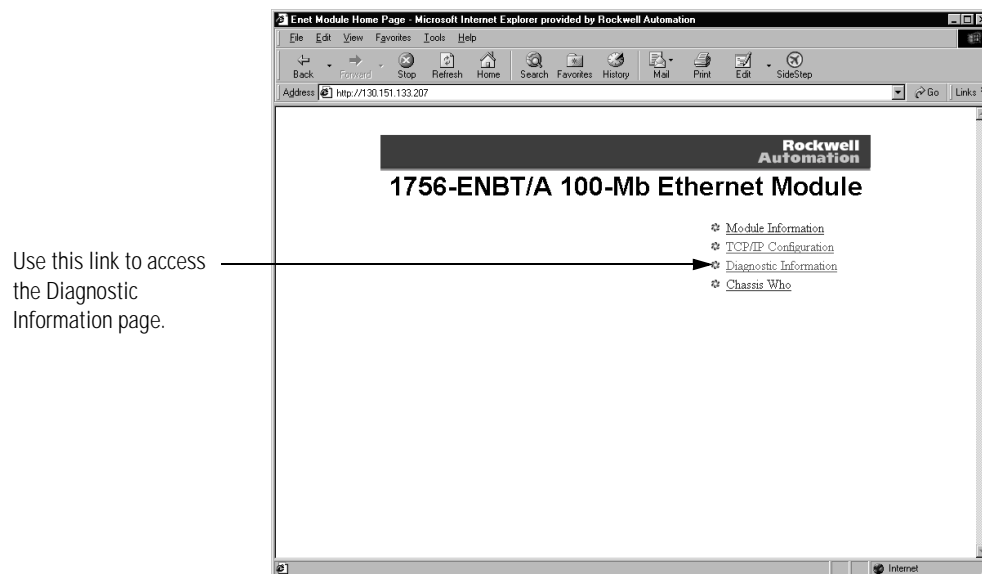 Enet Module Home Page - Microsoft Internet Explorer provided by Rockwell Automation
File Edit View Favorites Tools Help
Back Forward Stop Refresh Home Search Favorites History Mail Print Edit SideStep
Address http://130.151.133.207 Go Links
Rockwell
Automation
1756-ENBT/A 100-Mb Ethernet Module
Module Information
TCP/IP Configuration
Diagnostic Information
Chassis Who
Use this link to access
the Diagnostic
Information page.
Internet